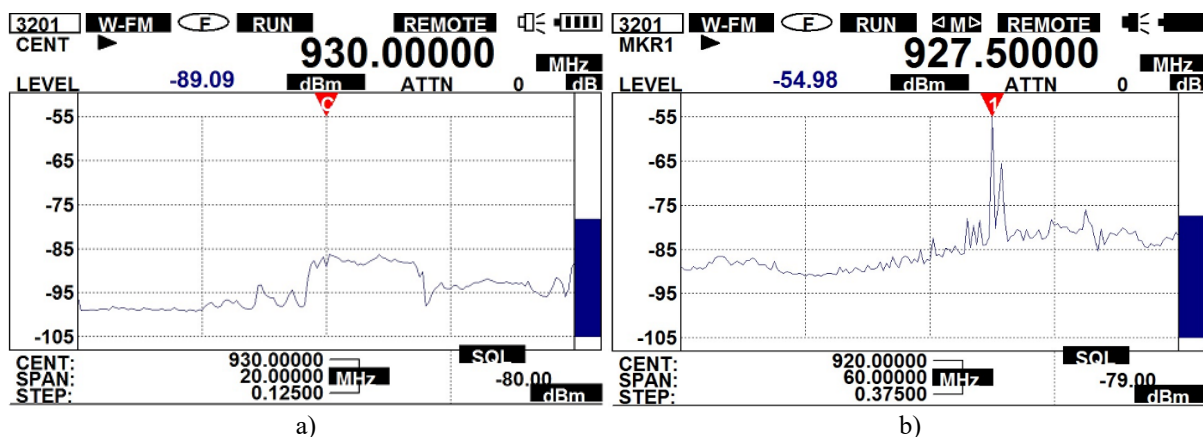 3201 W-FM F RUN REMOTE
CENT 930.00000 MHz
LEVEL -89.09 dBm ATTN 0 dB
C
-55
-65
-75
-85
-95
-105
CENT: 930.00000
SPAN: 20.00000 MHz
STEP: 0.12500
SQL
-80.00
dBm
a)
3201 W-FM F RUN M REMOTE
MKR1 927.50000 MHz
LEVEL -54.98 dBm ATTN 0 dB
1
-55
-65
-75
-85
-95
-105
CENT: 920.00000
SPAN: 60.00000 MHz
STEP: 0.37500
SQL
-79.00
dBm
b)